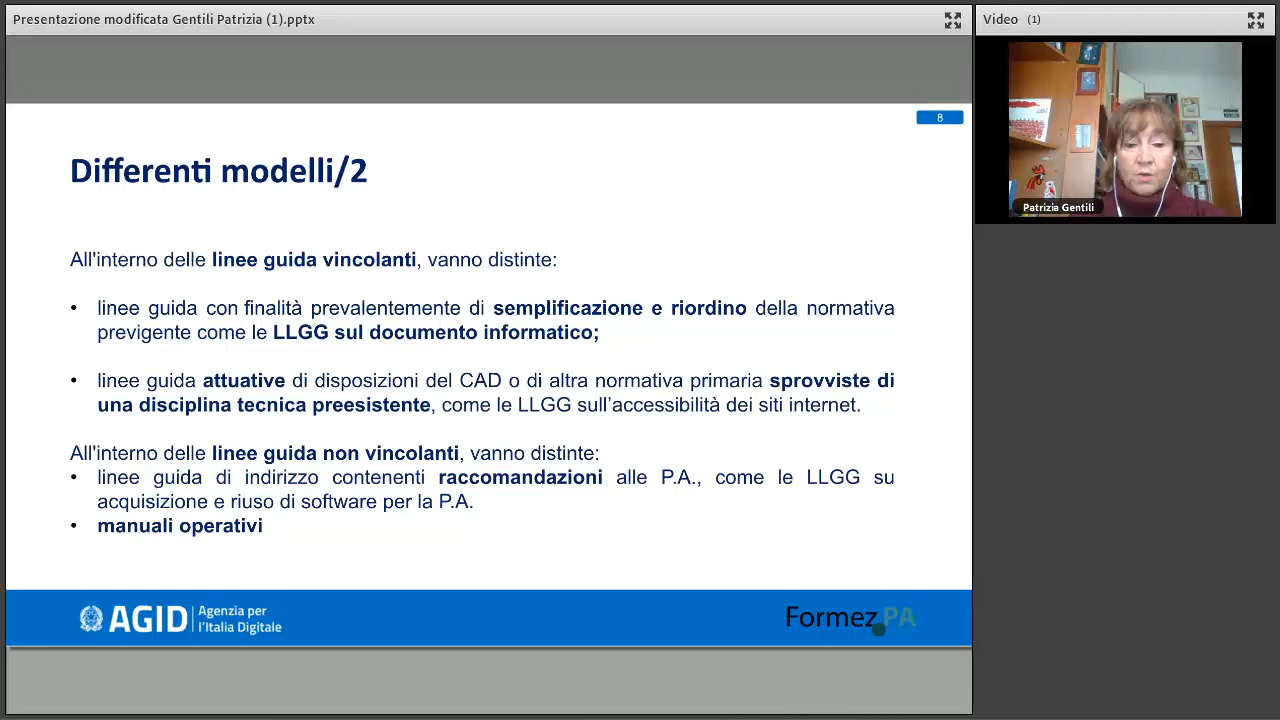 Presentazione modificata Gentili Patrizia (1).pptx
Video (1)
Patrizia Gentili
8
Differenti modelli/2
All'interno delle linee guida vincolanti, vanno distinte:
• linee guida con finalità prevalentemente di semplificazione e riordino della normativa
previgente come le LLGG sul documento informatico;
• linee guida attuative di disposizioni del CAD o di altra normativa primaria sprovviste di
una disciplina tecnica preesistente, come le LLGG sull’accessibilità dei siti internet.
All'interno delle linee guida non vincolanti, vanno distinte:
• linee guida di indirizzo contenenti raccomandazioni alle P.A., come le LLGG su
acquisizione e riuso di software per la P.A.
• manuali operativi
AGID Agenzia per
l'Italia Digitale
Formez PA